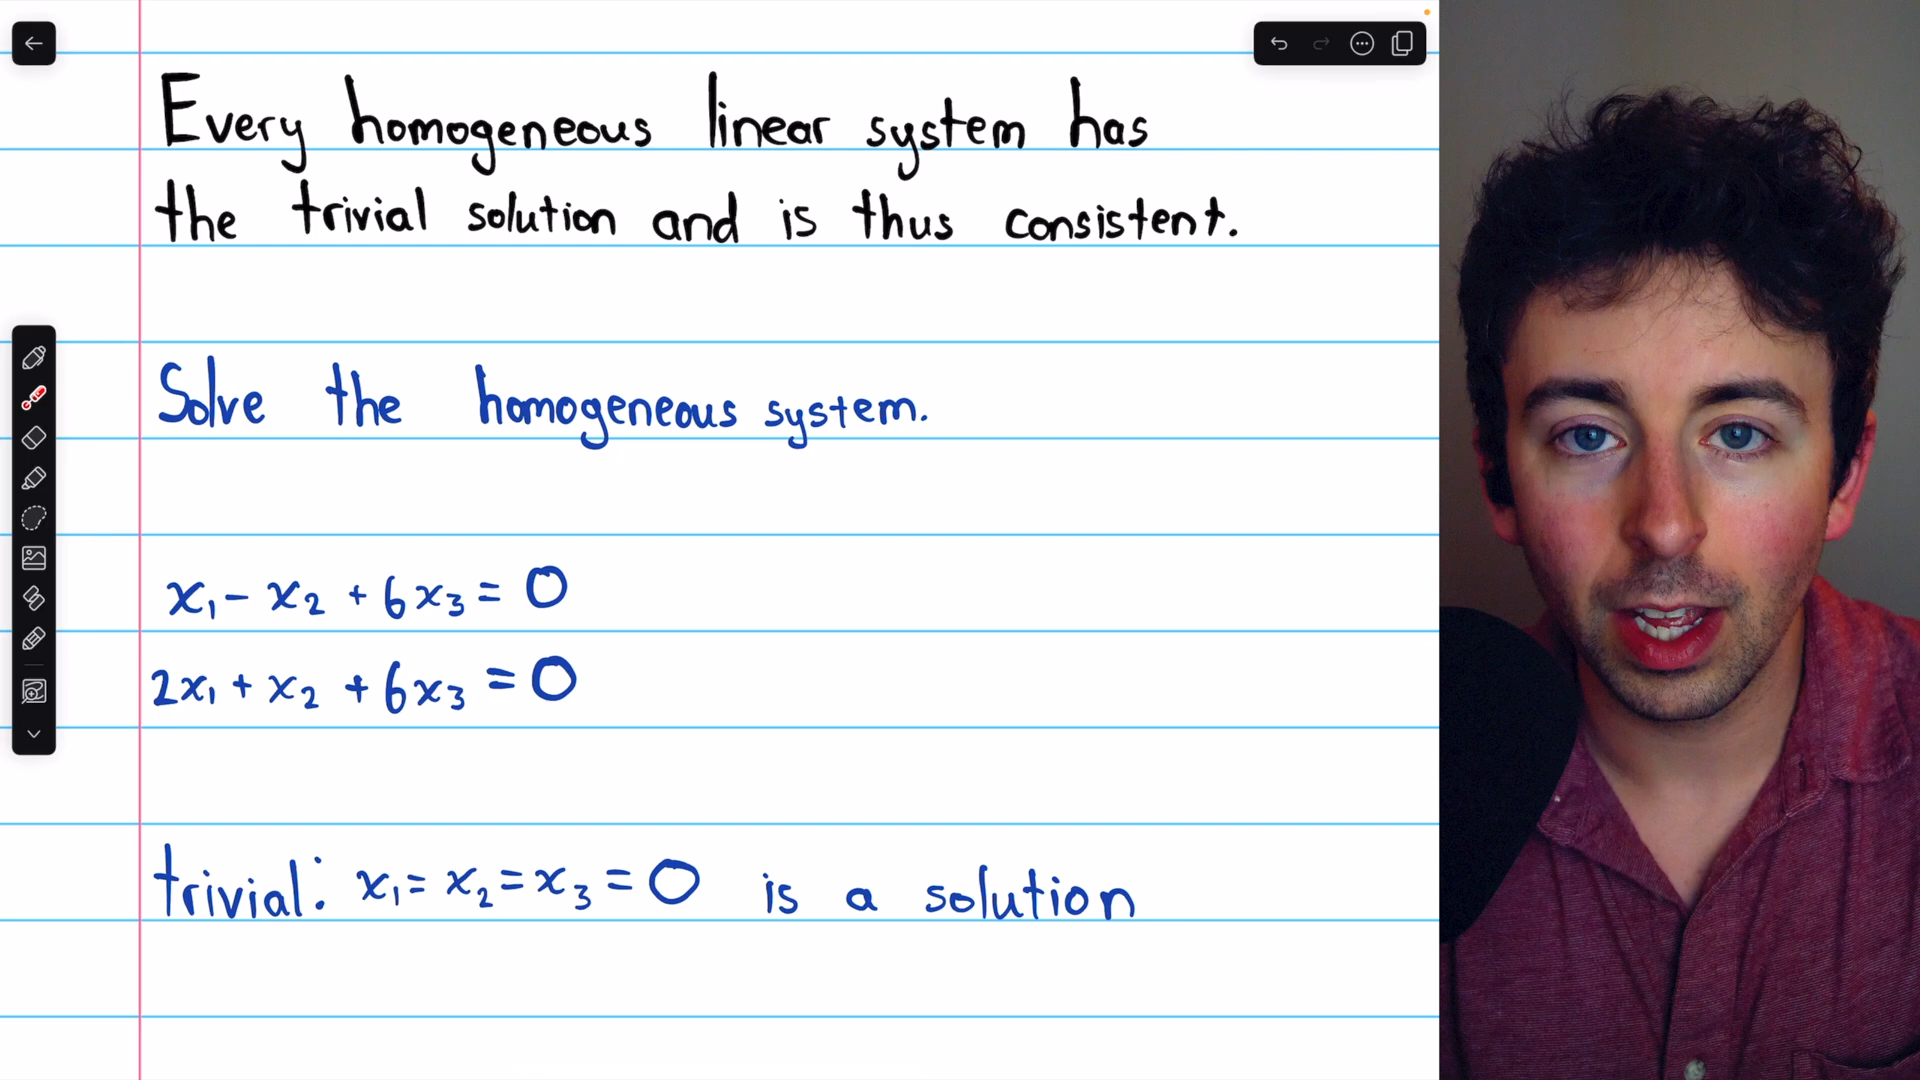 Every homogeneous linear system has
the trivial solution and is thus consistent.
Solve the homogeneous system.
x₁ - x₂ + 6x₃ = 0
2x₁ + x₂ + 6x₃ = 0
trivial: x₁ = x₂ = x₃ = 0 is a solution